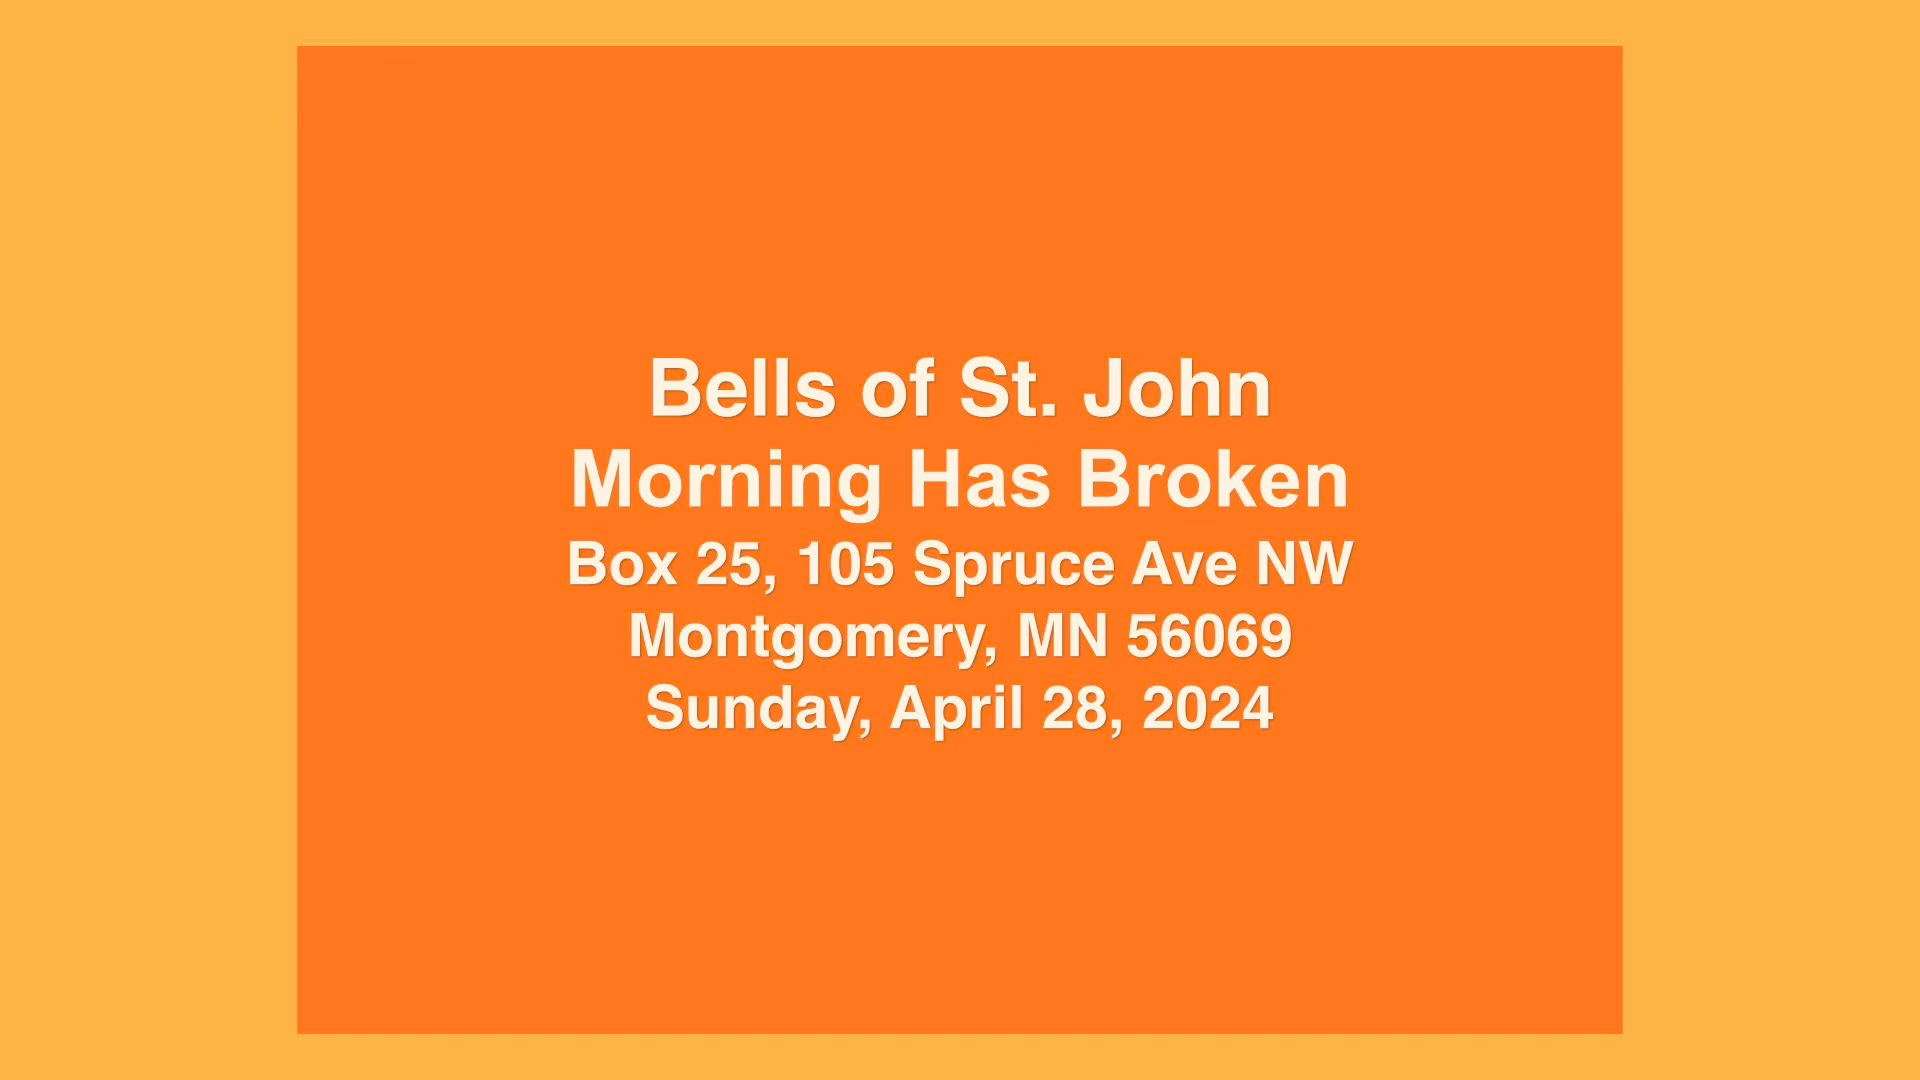 Bells of St. John
Morning Has Broken
Box 25, 105 Spruce Ave NW
Montgomery, MN 56069
Sunday, April 28, 2024